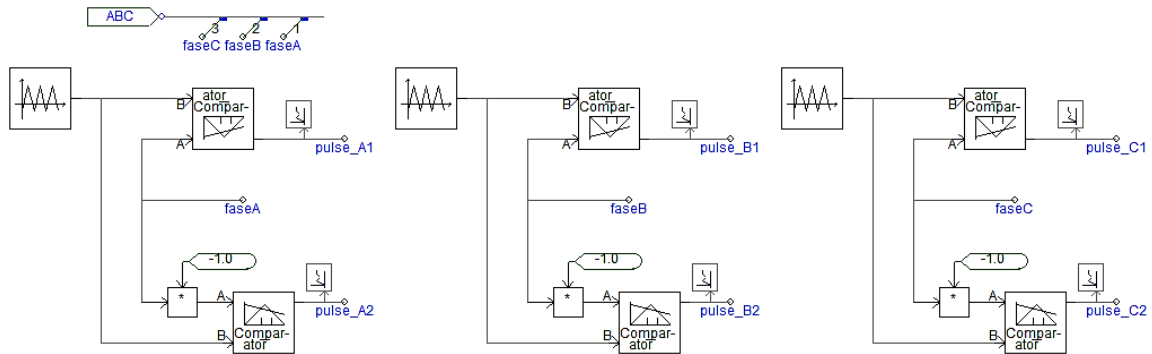 ABC
3 2 1
faseC faseB faseA
ator
Compar-
B
A
pulse_A1
faseA
-1.0
*
A
B
Compar-
ator
pulse_A2
ator
Compar-
B
A
pulse_B1
faseB
-1.0
*
A
B
Compar-
ator
pulse_B2
ator
Compar-
B
A
pulse_C1
faseC
-1.0
*
A
B
Compar-
ator
pulse_C2